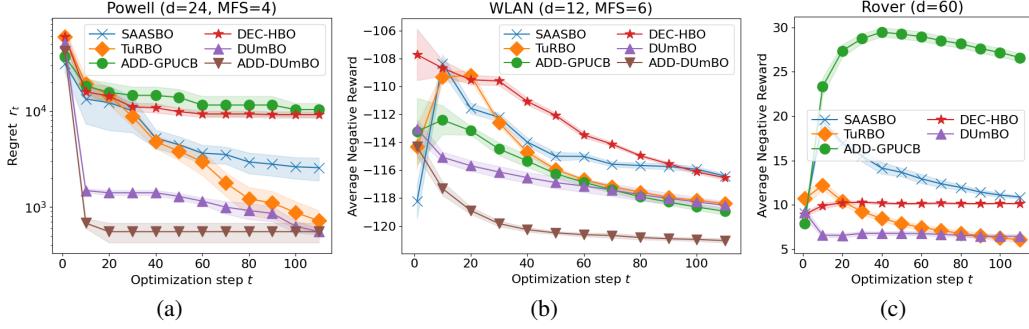 Powell (d=24, MFS=4)
SAASBO
TuRBO
ADD-GPUCB
DEC-HBO
DUmBO
ADD-DUmBO
Regret r_t
10^4
10^3
0 20 40 60 80 100
Optimization step t
(a)
WLAN (d=12, MFS=6)
SAASBO
TuRBO
ADD-GPUCB
DEC-HBO
DUmBO
ADD-DUmBO
Average Negative Reward
−106
−108
−110
−112
−114
−116
−118
−120
0 20 40 60 80 100
Optimization step t
(b)
Rover (d=60)
SAASBO
TuRBO
ADD-GPUCB
DEC-HBO
DUmBO
Average Negative Reward
30
25
20
15
10
5
0 20 40 60 80 100
Optimization step t
(c)